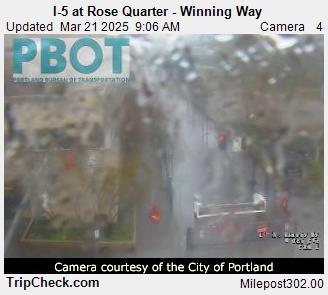 I-5 at Rose Quarter - Winning Way
Updated Mar 21 2025 9:06 AM Camera 4
PBOT
PORTLAND BUREAU OF TRANSPORTATION
Camera courtesy of the City of Portland
TripCheck.com Milepost302.00